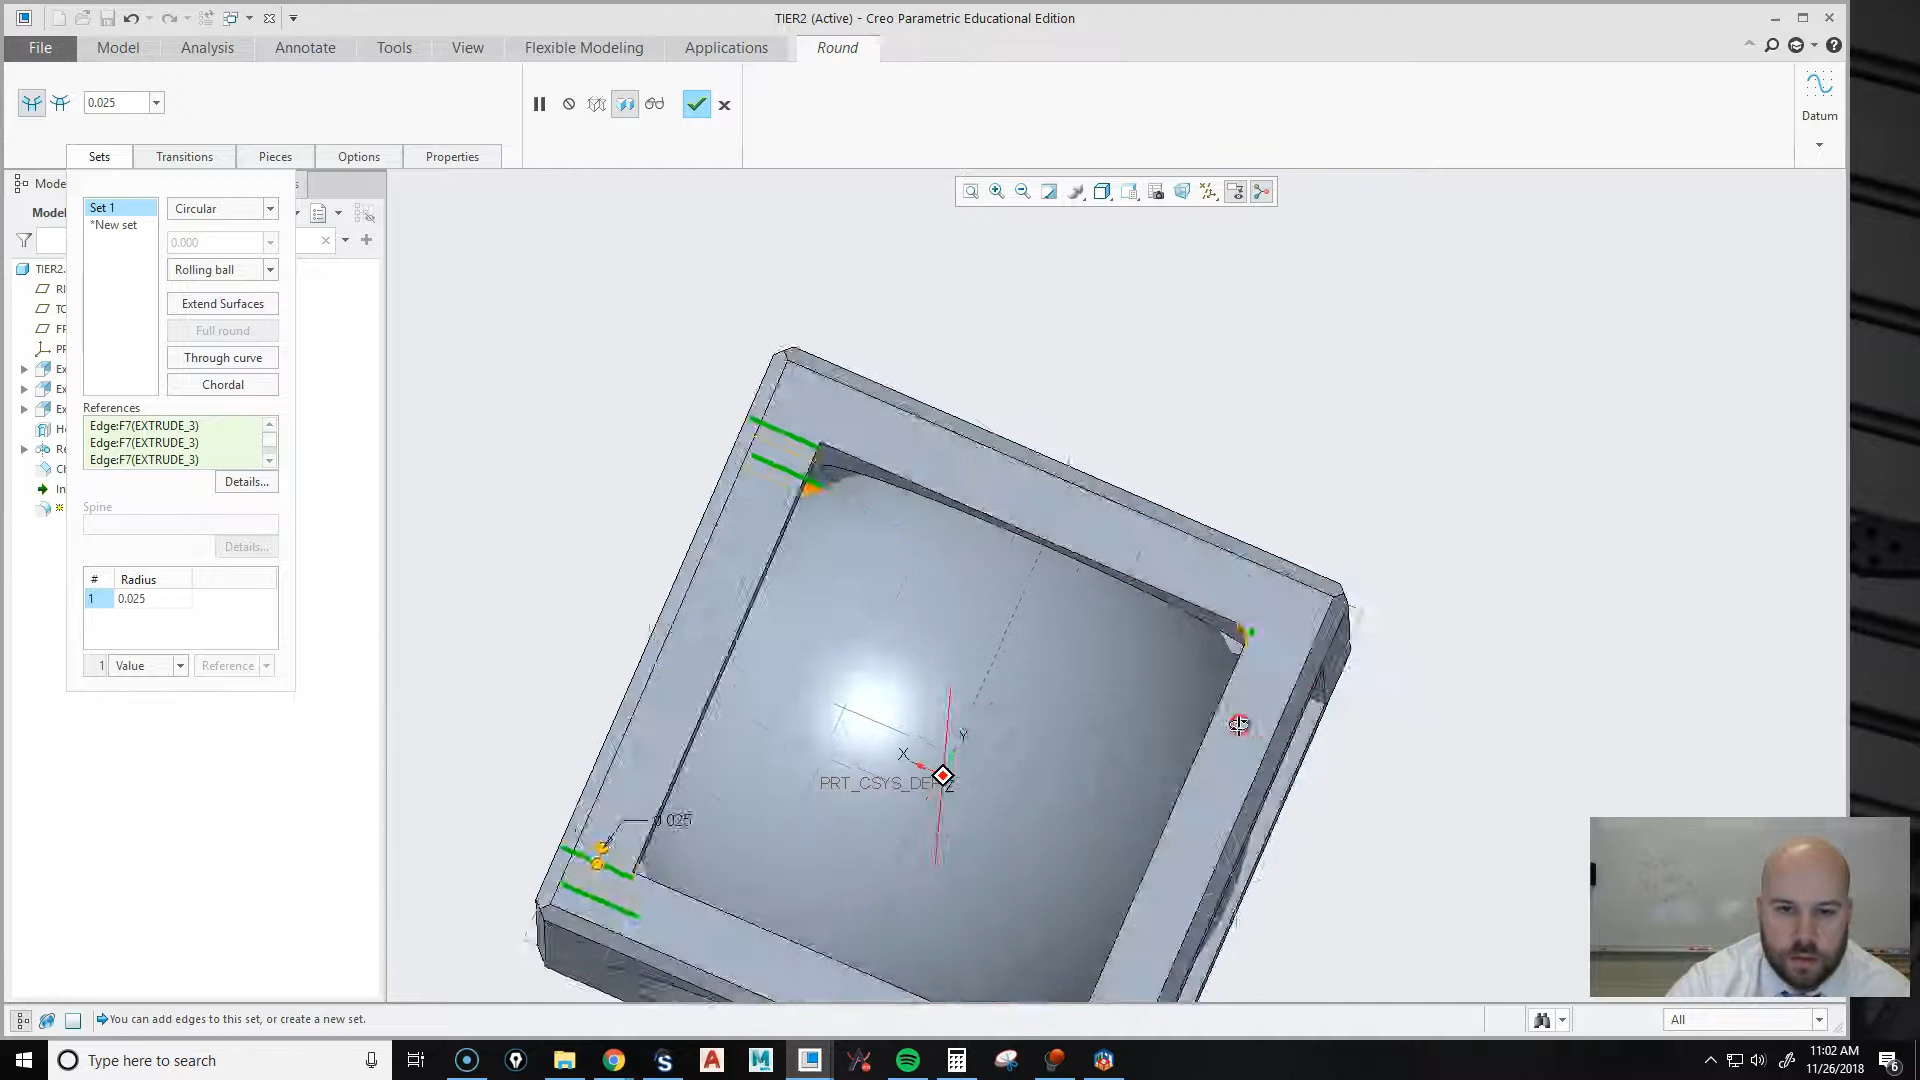 TIER2 (Active) - Creo Parametric Educational Edition
File
Model
Analysis
Annotate
Tools
View
Flexible Modeling
Applications
Round
0.025
Datum
Sets
Transitions
Pieces
Options
Properties
Set 1
*New set
Circular
0.000
Rolling ball
Extend Surfaces
Full round
Through curve
Chordal
References
Edge:F7(EXTRUDE_3)
Edge:F7(EXTRUDE_3)
Edge:F7(EXTRUDE_3)
Details...
Spine
Details...
# Radius
1 0.025
1 Value Reference
TIER2.
X
Y
Z
You can add edges to this set, or create a new set.
All
Type here to search
11:02 AM
11/26/2018
6